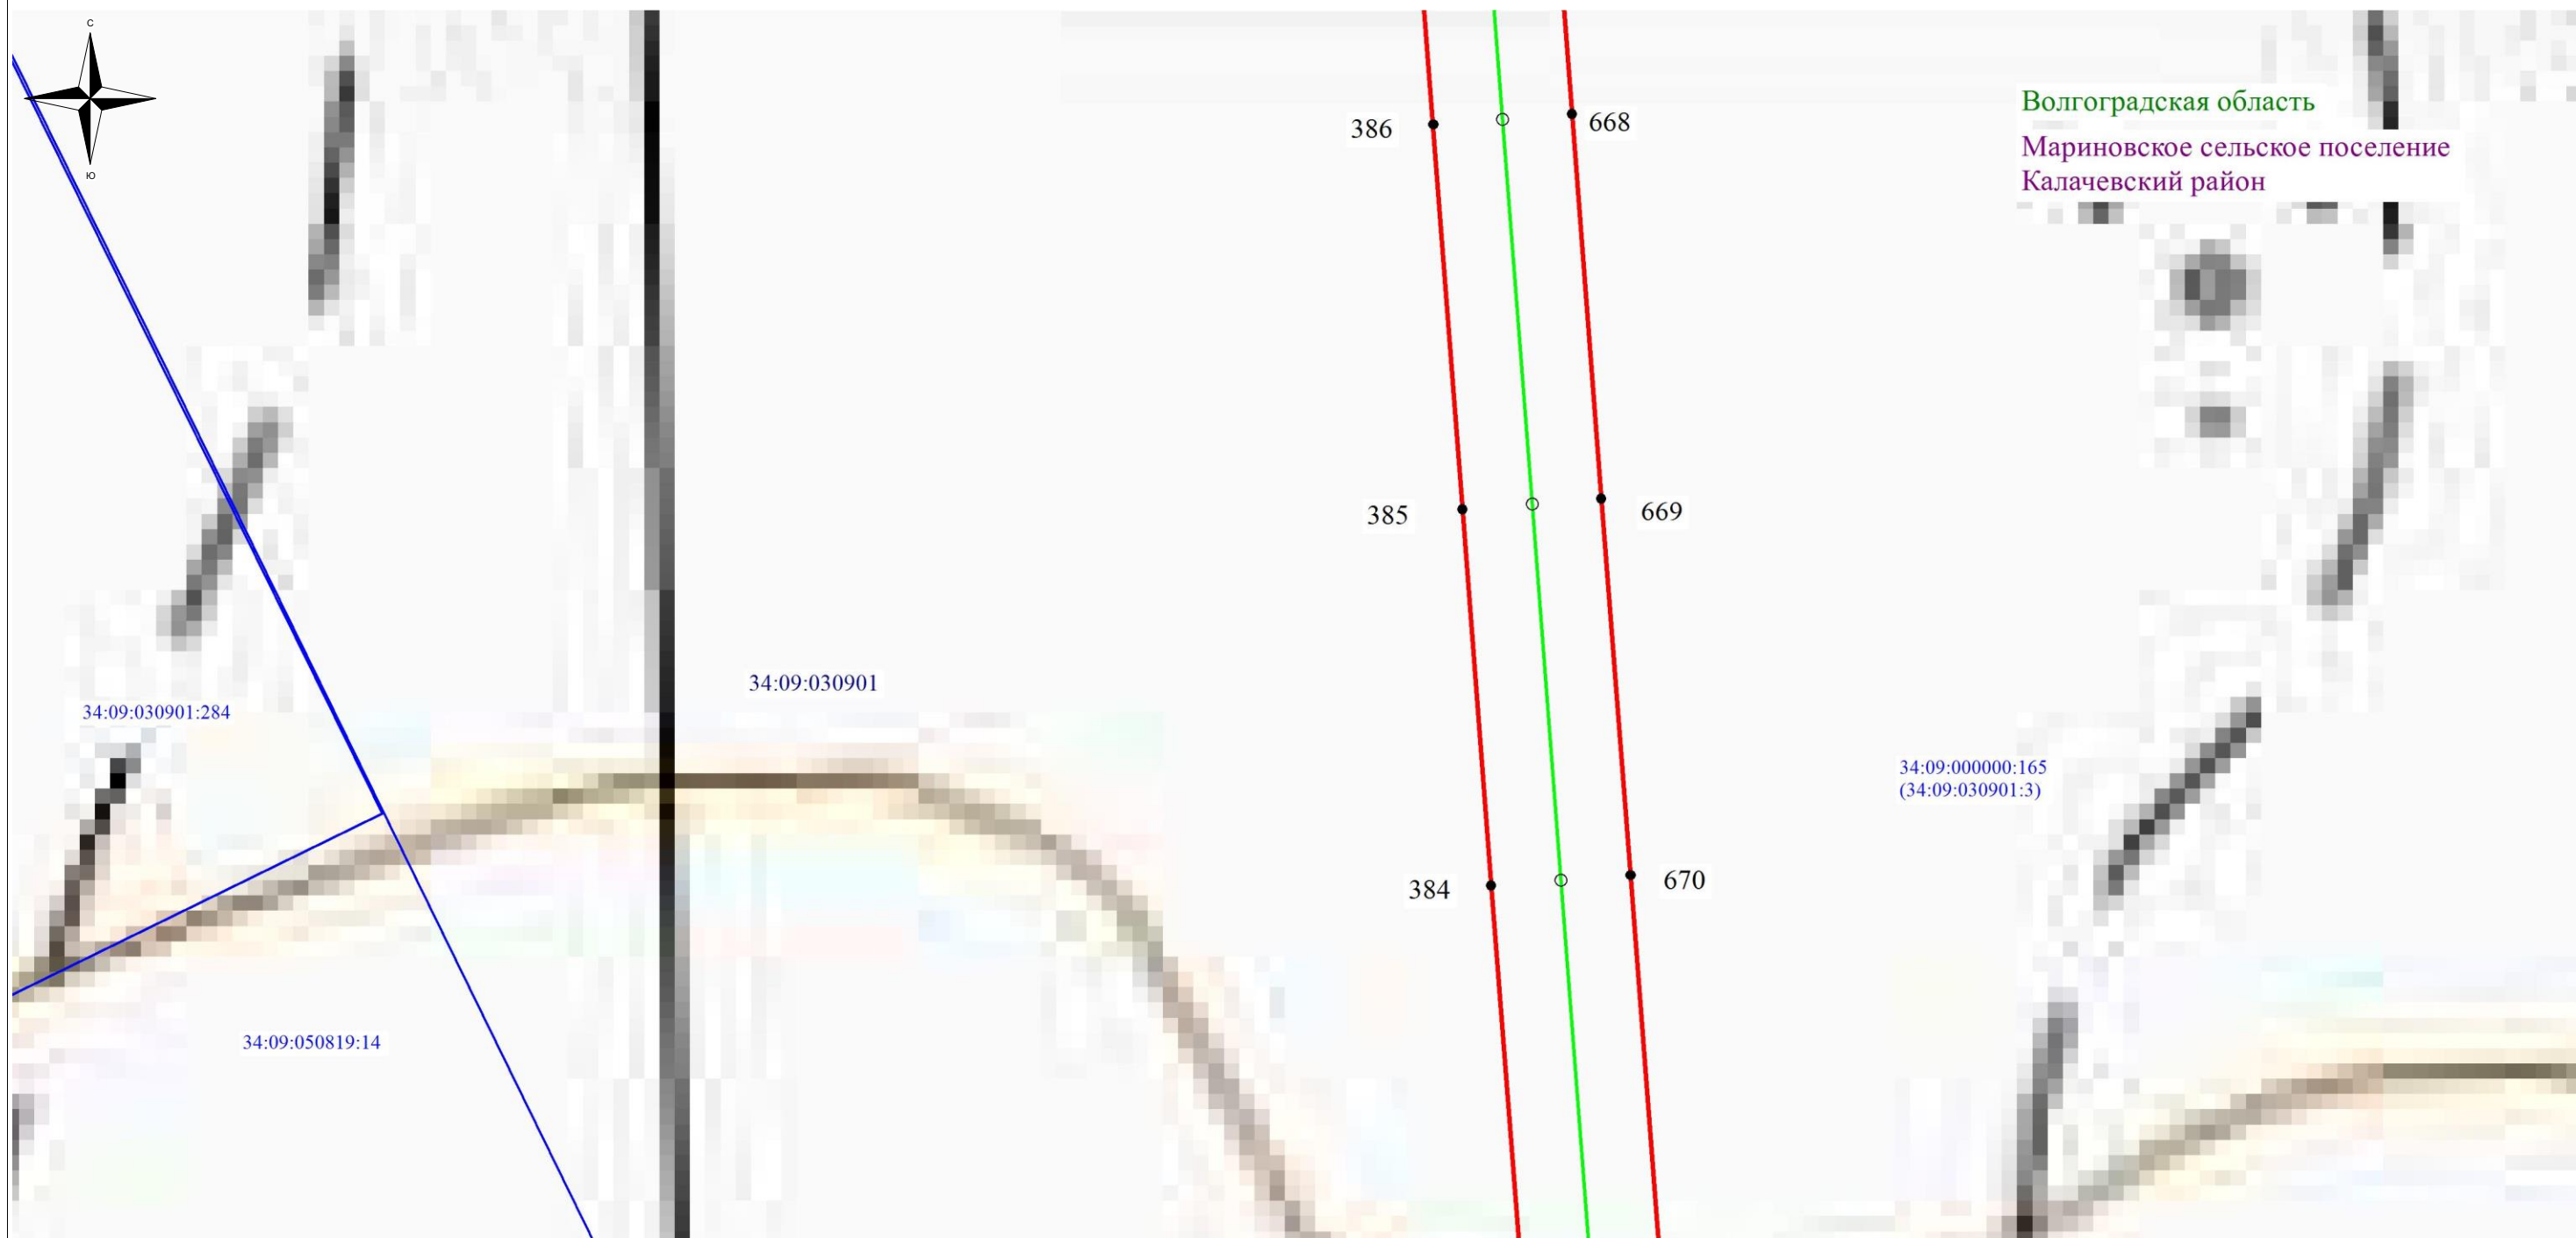 С
Ю
Волгоградская область
Мариновское сельское поселение
Калачевский район
386
668
385
669
34:09:030901
34:09:030901:284
34:09:000000:165
(34:09:030901:3)
384
670
34:09:050819:14